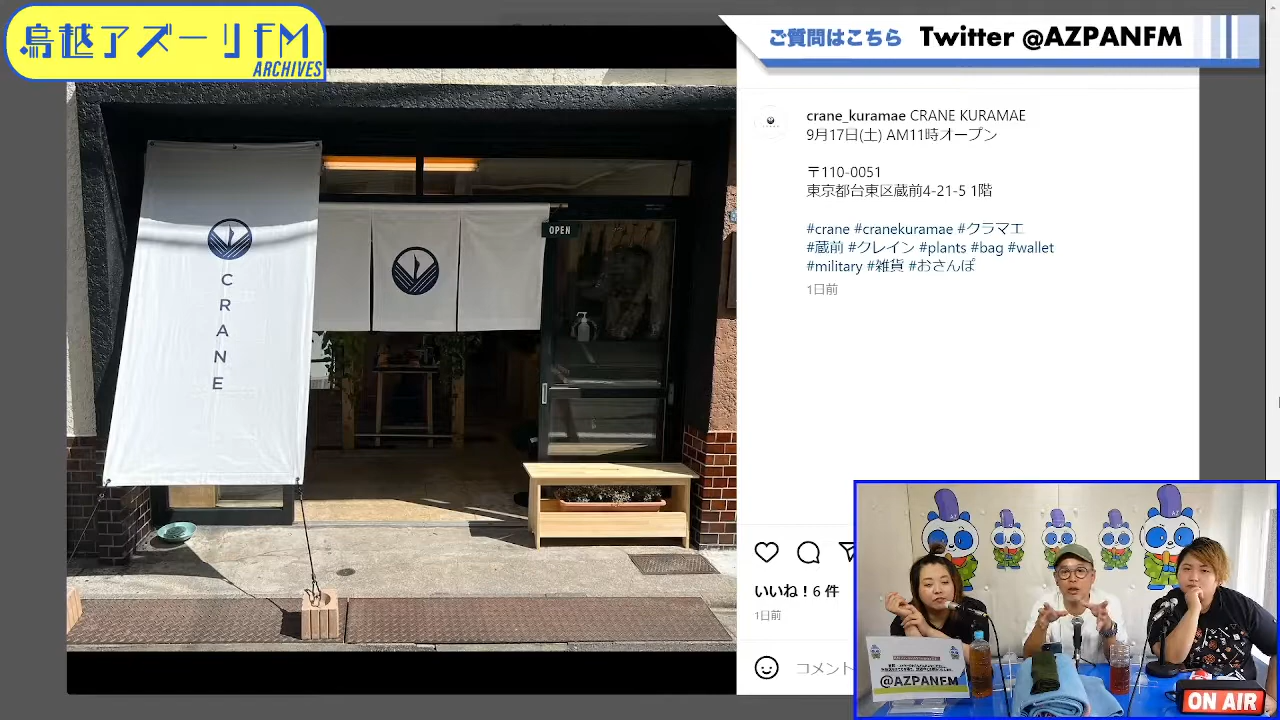 鳥越アズーリFM
ARCHIVES
ご質問はこちら Twitter @AZPANFM
crane_kuramae CRANE KURAMAE
9月17日(土) AM11時オープン
〒110-0051
東京都台東区蔵前4-21-5 1階
#crane #cranekuramae #クラマエ
#蔵前 #クレイン #plants #bag #wallet
#military #雑貨 #おさんぽ
1日前
OPEN
CRANE
いいね！6 件
1日前
コメント
@AZPANFM
ON AIR